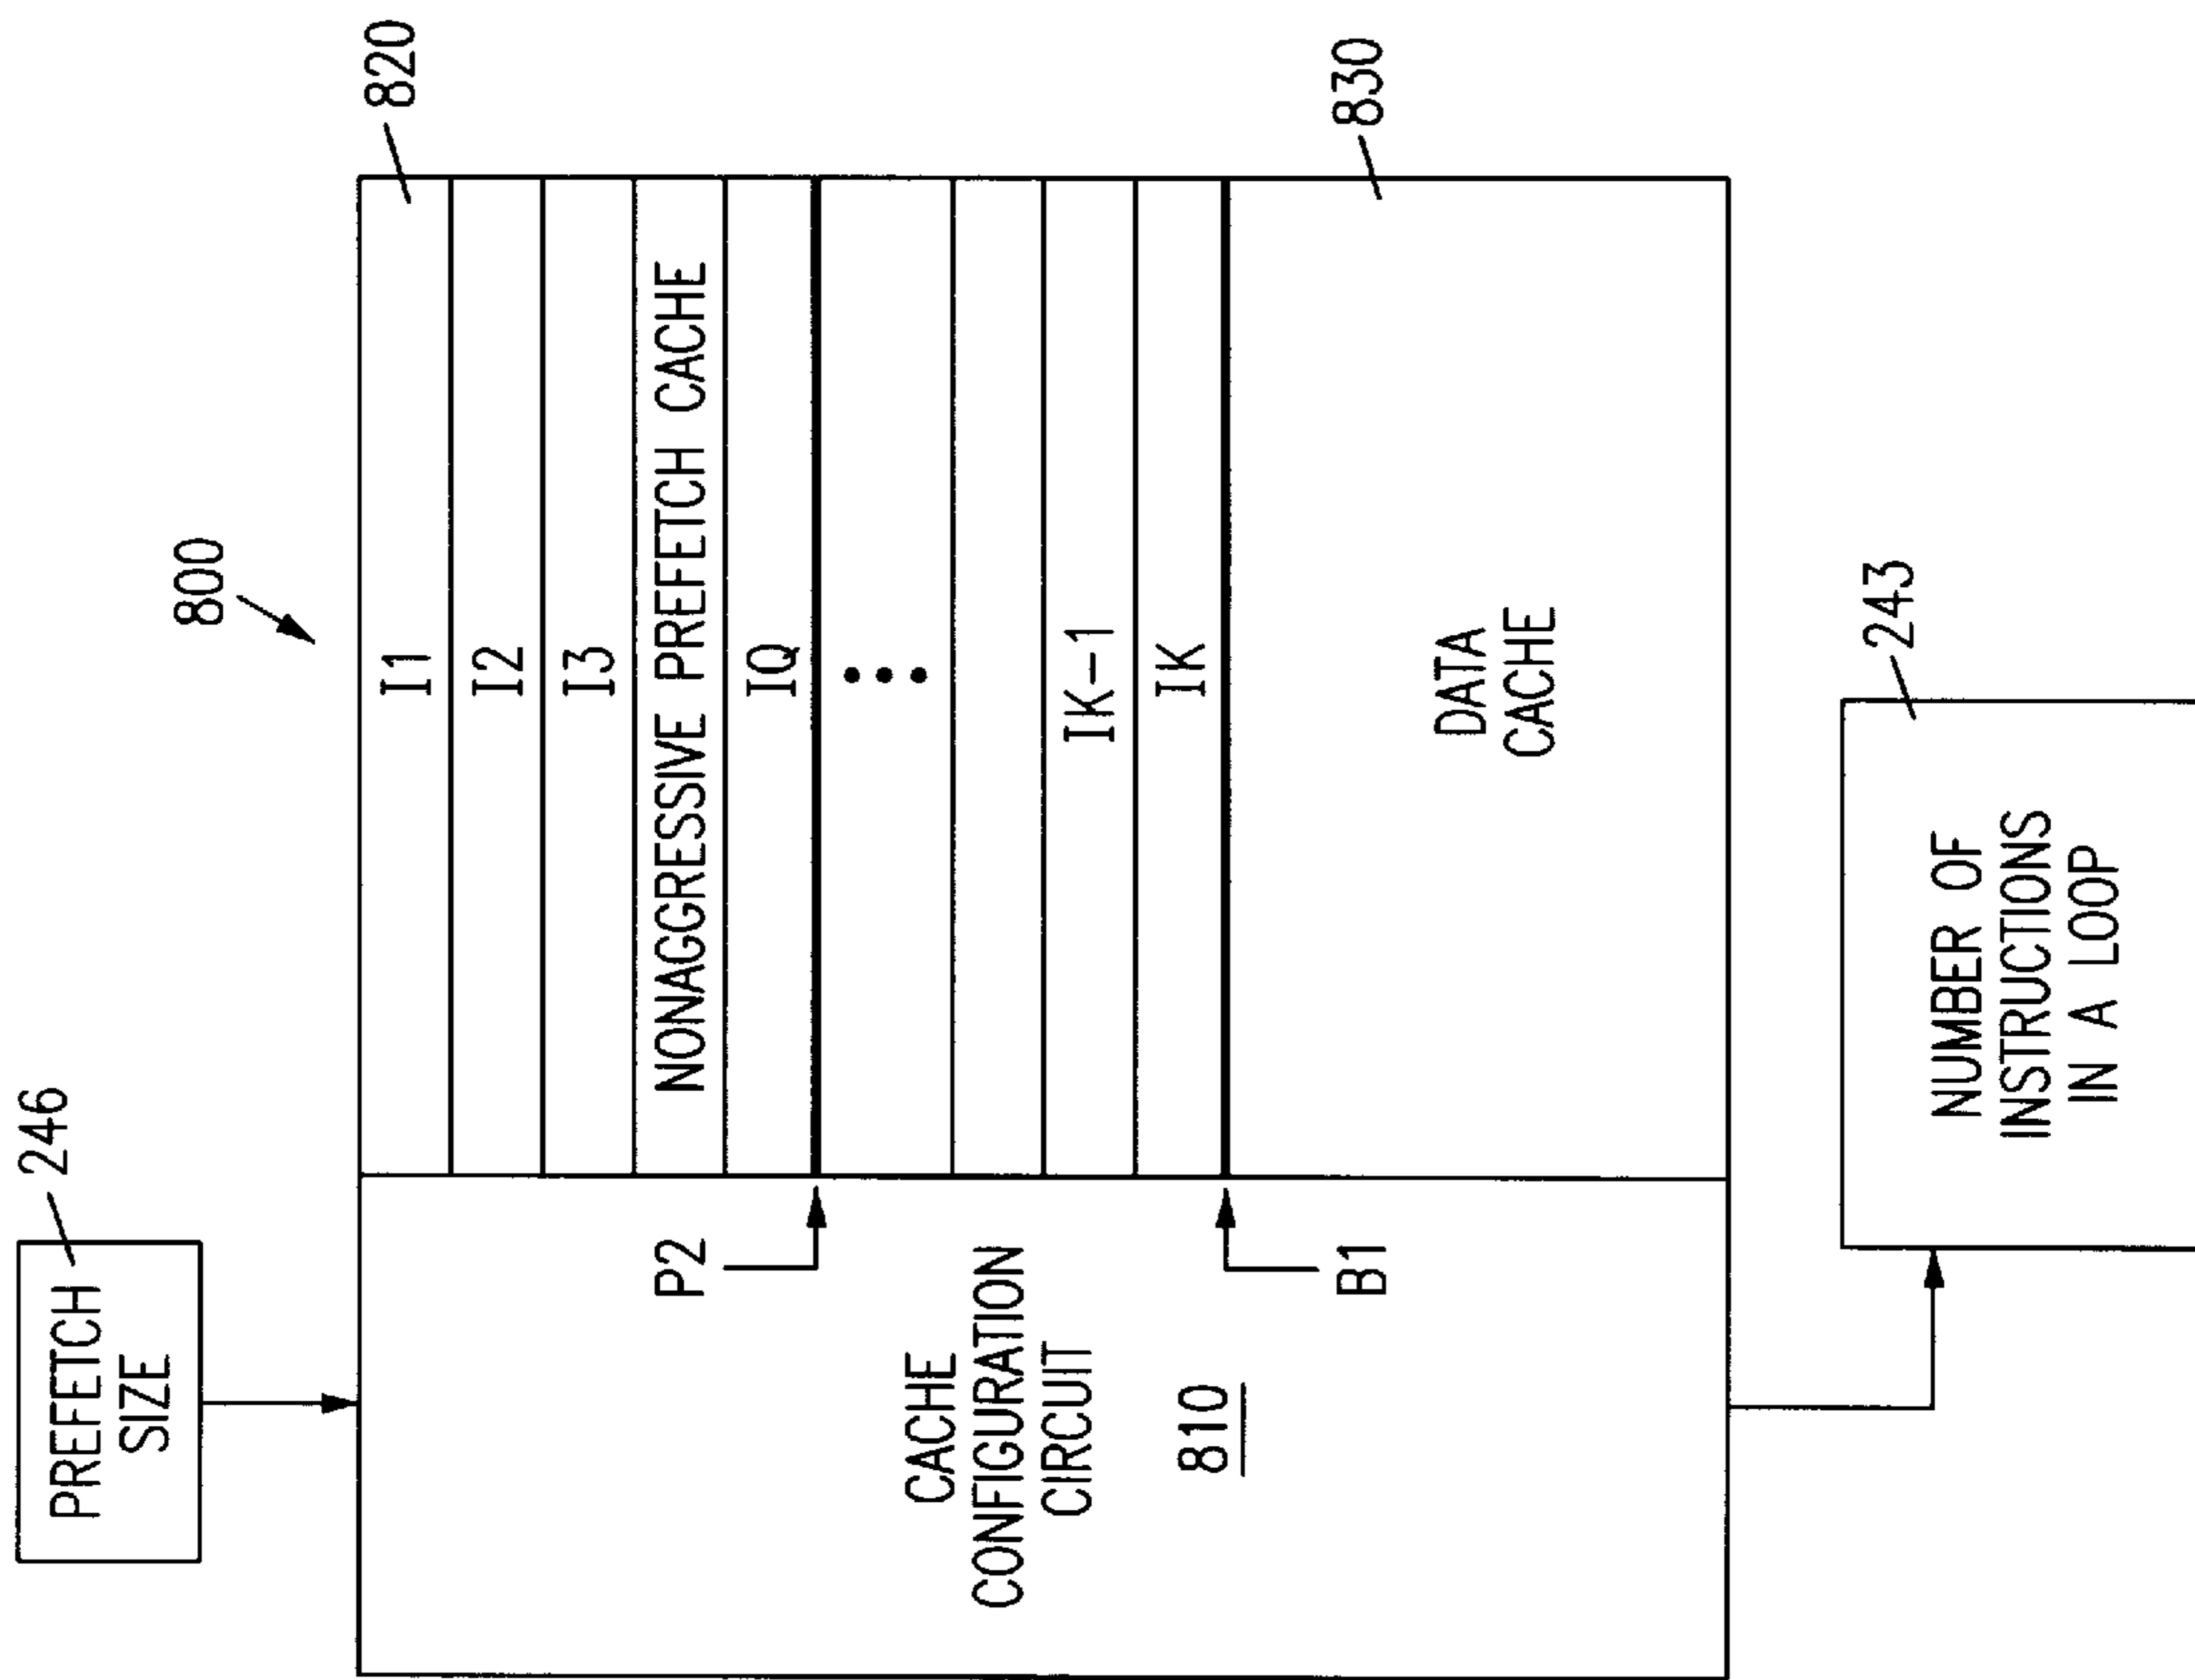 PREFETCH
SIZE
246
800
820
I1
I2
I3
NONAGGRESSIVE PREFETCH CACHE
IQ
•••
IK-1
IK
P2
B1
CACHE
CONFIGURATION
CIRCUIT
810
830
DATA
CACHE
243
NUMBER OF
INSTRUCTIONS
IN A LOOP